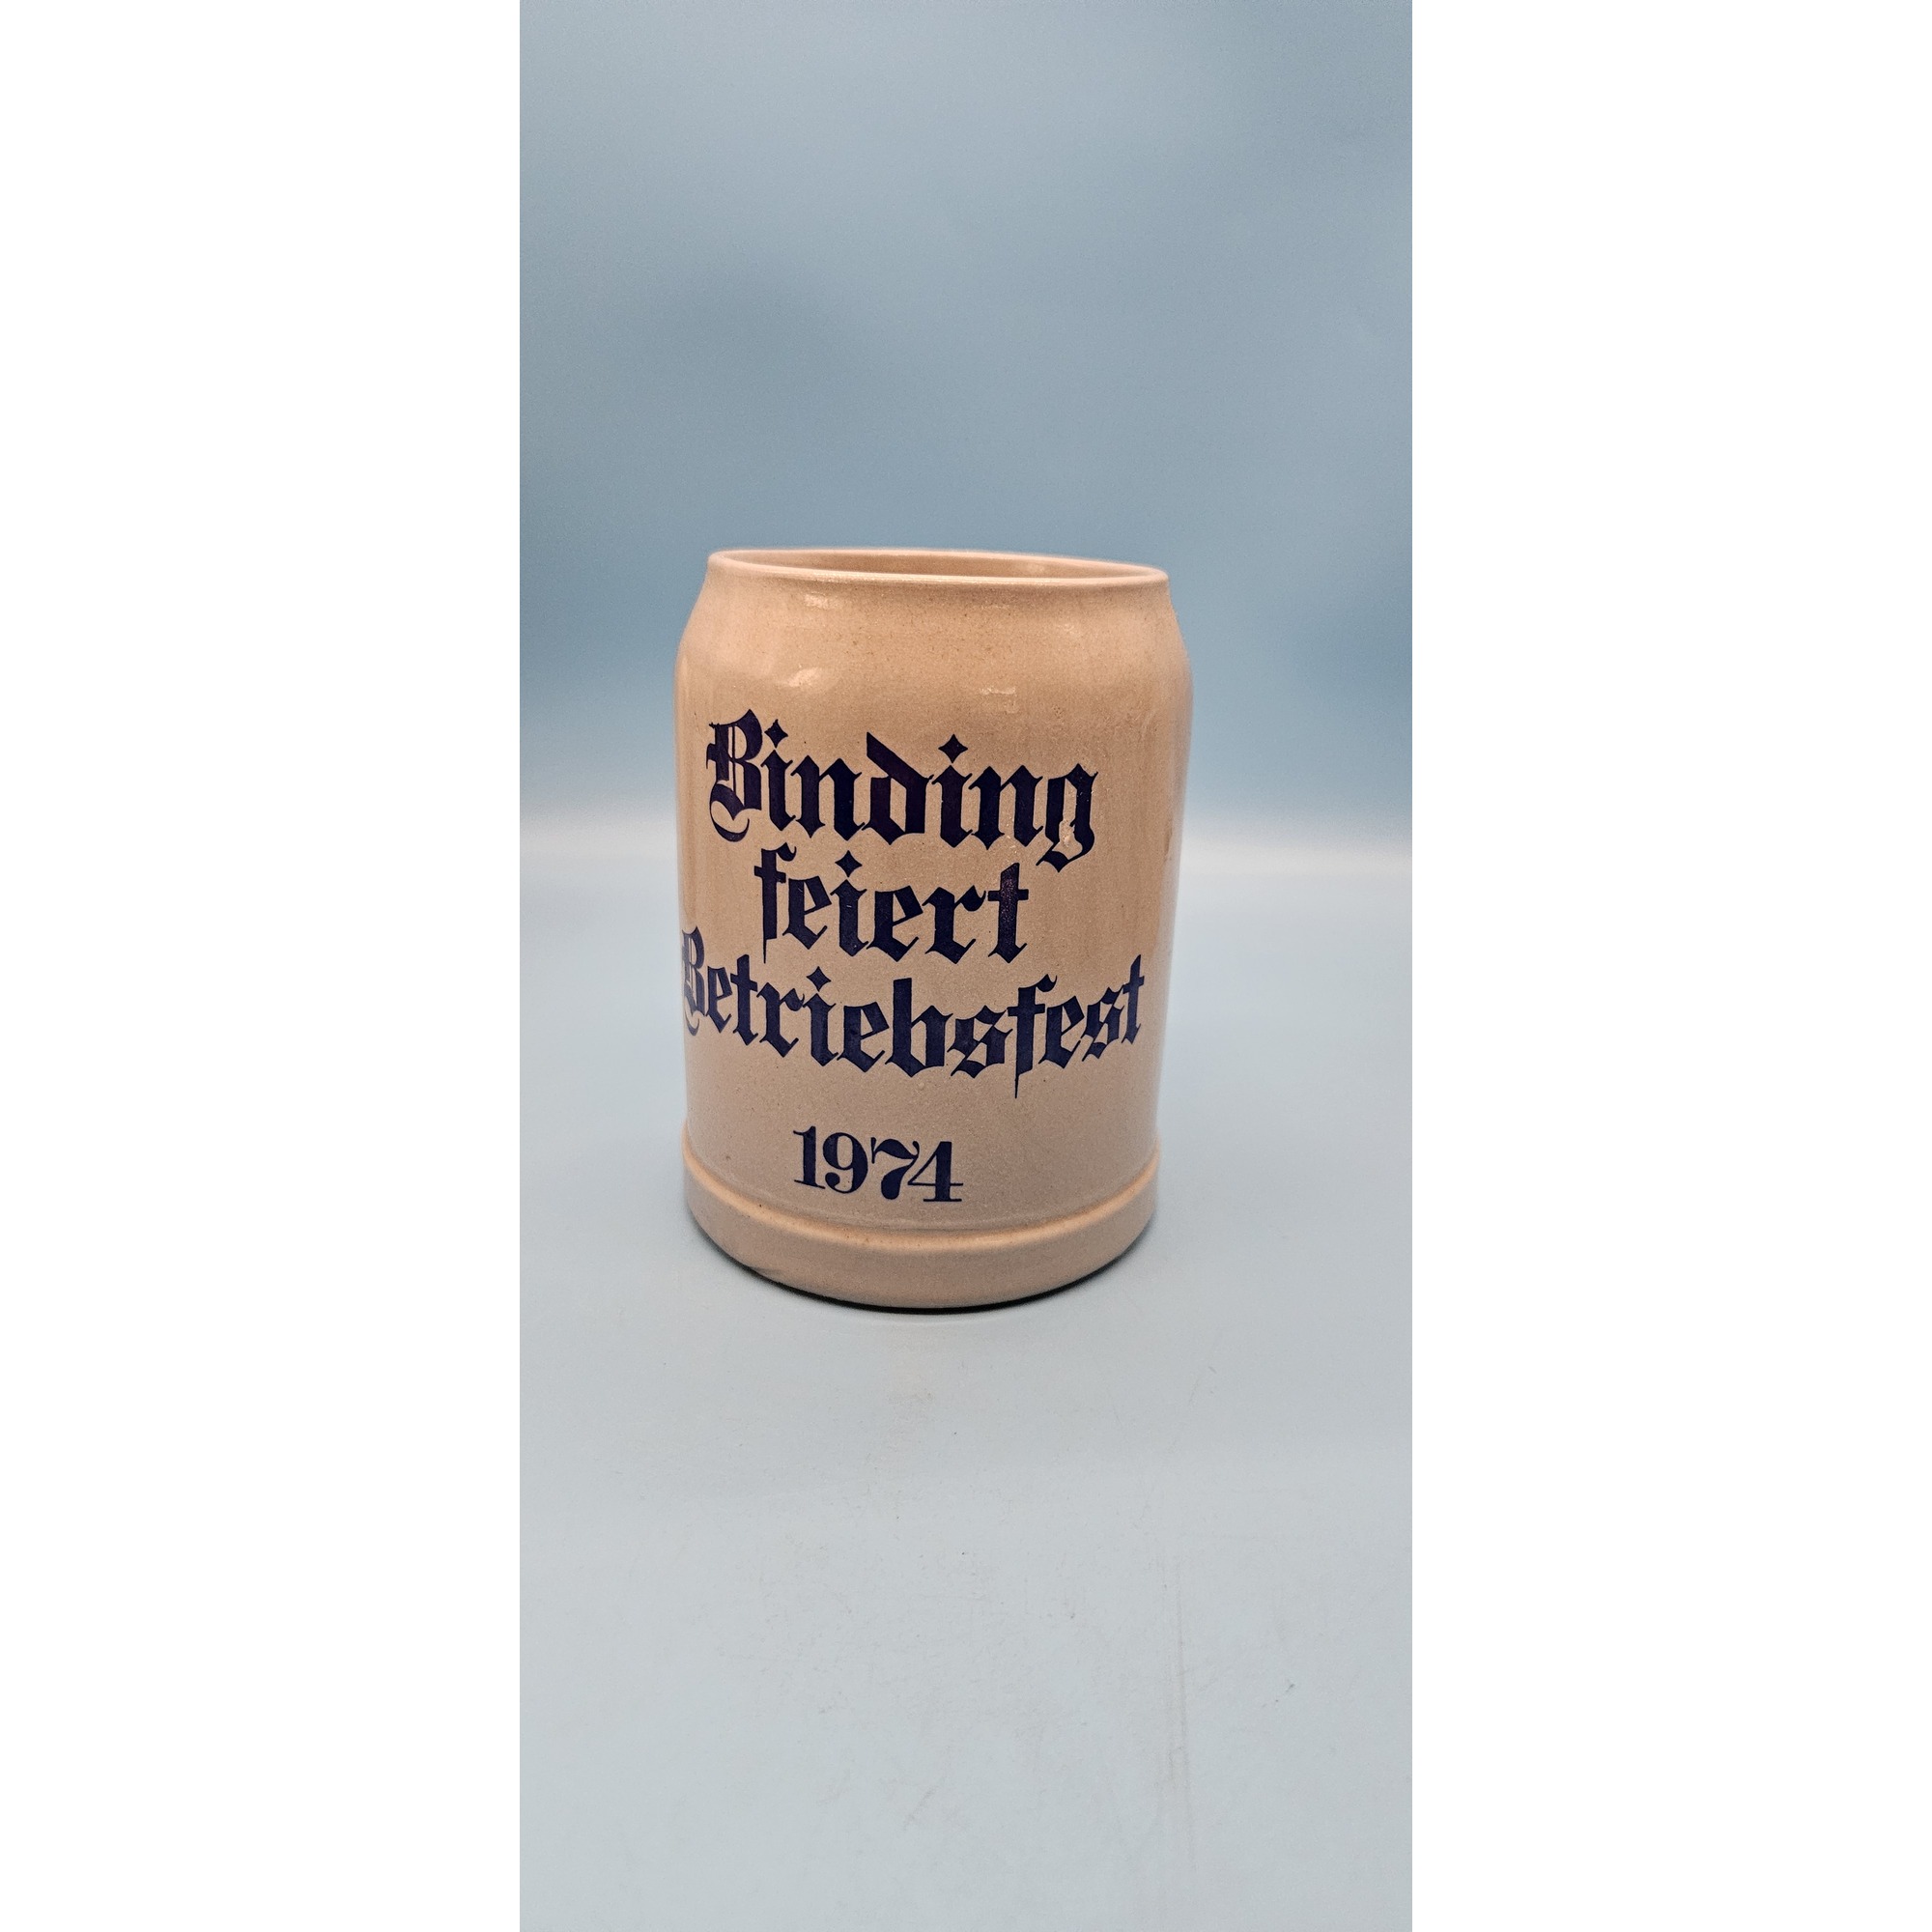 Binding
feiert
Betriebsfest
1974